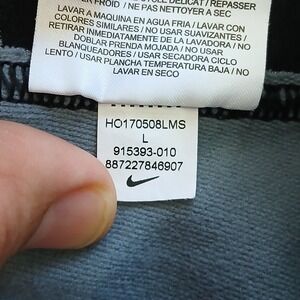 FROID / NE PAS NETTOYER A SEC
LAVAR A MAQUINA EN AGUA FRIA / LAVAR CON
COLORES SIMILARES / NO USAR SUAVIZANTES /
RETIRAR INMEDIATAMENTE DE LA LAVADORA / NO
DOBLAR PRENDA MOJADA / NO USAR
BLANQUEADORES / USAR SECADORA CICLO
LENTO / USAR PLANCHA TEMPERATURA BAJA / NO
LAVAR EN SECO
HO170508LMS
L
915393-010
887227846907